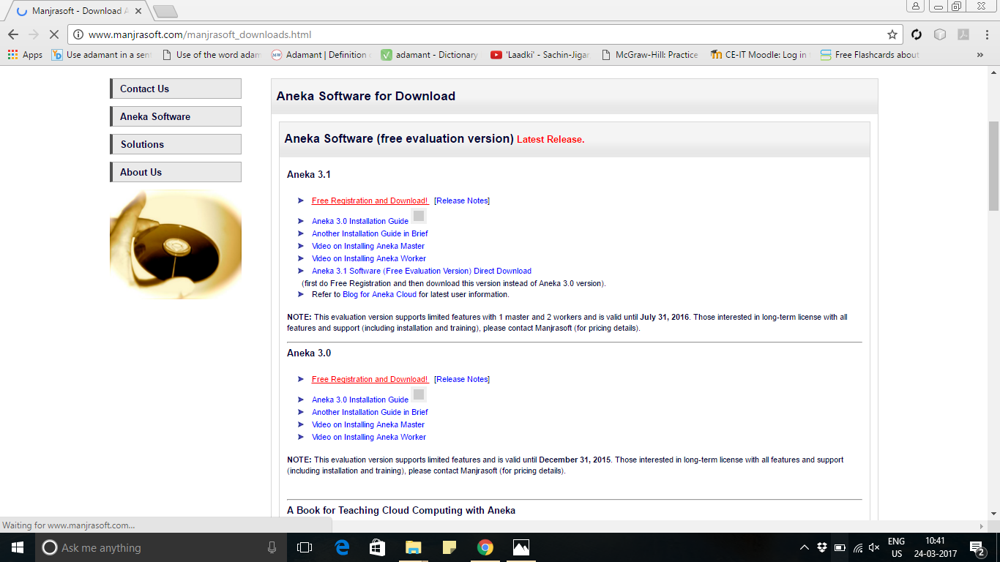 Manjrasoft - Download A
www.manjrasoft.com/manjrasoft_downloads.html
Apps
Use adamant in a sen
Use of the word adam
Adamant | Definition
adamant - Dictionary
'Laadki' - Sachin-Jigar
McGraw-Hill: Practice
CE-IT Moodle: Log in
Free Flashcards about
»
Contact Us
Aneka Software
Solutions
About Us
Aneka Software for Download
Aneka Software (free evaluation version) Latest Release.
Aneka 3.1
Free Registration and Download! [Release Notes]
Aneka 3.0 Installation Guide
Another Installation Guide in Brief
Video on Installing Aneka Master
Video on Installing Aneka Worker
Aneka 3.1 Software (Free Evaluation Version) Direct Download
(first do Free Registration and then download this version instead of Aneka 3.0 version).
Refer to Blog for Aneka Cloud for latest user information.
NOTE: This evaluation version supports limited features with 1 master and 2 workers and is valid until July 31, 2016. Those interested in long-term license with all
features and support (including installation and training), please contact Manjrasoft (for pricing details).
Aneka 3.0
Free Registration and Download! [Release Notes]
Aneka 3.0 Installation Guide
Another Installation Guide in Brief
Video on Installing Aneka Master
Video on Installing Aneka Worker
NOTE: This evaluation version supports limited features and is valid until December 31, 2015. Those interested in long-term license with all features and support
(including installation and training), please contact Manjrasoft (for pricing details).
A Book for Teaching Cloud Computing with Aneka
Waiting for www.manjrasoft.com...
Ask me anything
ENG
US
10:41
24-03-2017
2